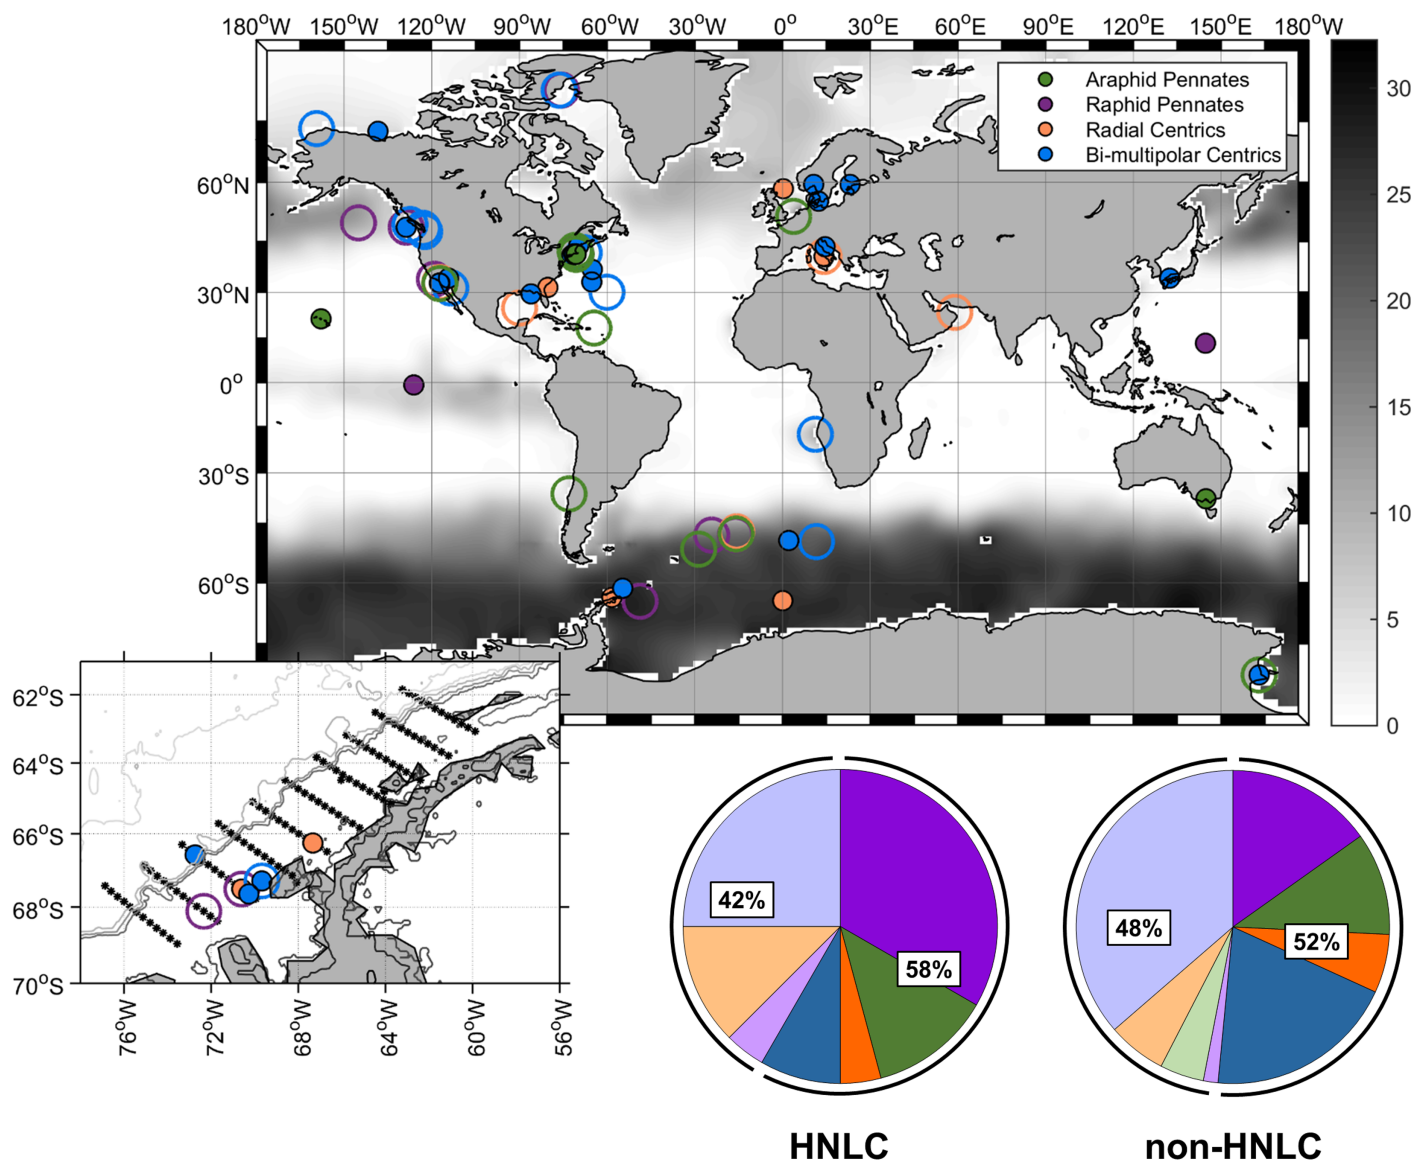 180°W 150°W 120°W 90°W 60°W 30°W 0° 30°E 60°E 90°E 120°E 150°E 180°W
Araphid Pennates
Raphid Pennates
Radial Centrics
Bi-multipolar Centrics
60°N
30°N
0°
30°S
60°S
30
25
20
15
10
5
0
62°S
64°S
66°S
68°S
70°S
76°W 72°W 68°W 64°W 60°W 56°W
42%
58%
48%
52%
HNLC
non-HNLC